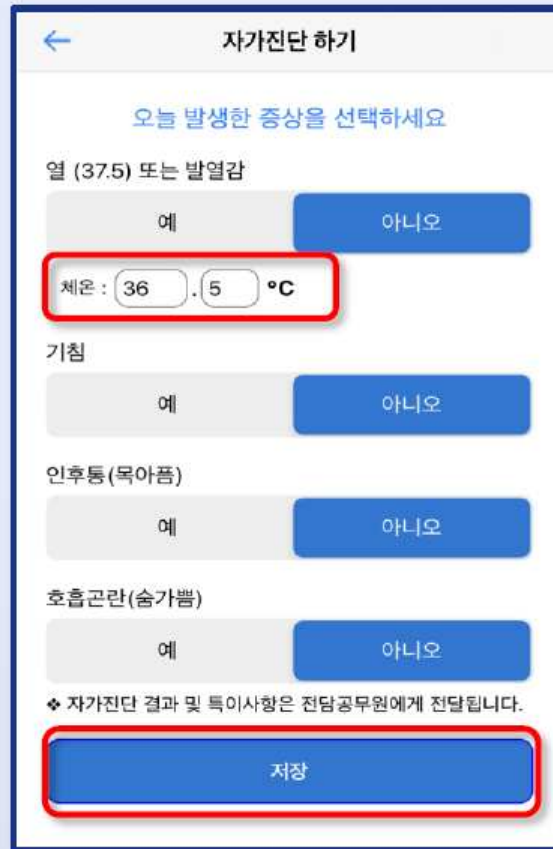 자가진단 하기
오늘 발생한 증상을 선택하세요
열 (37.5) 또는 발열감
예 아니오
체온 : 36 . 5 °C
기침
예 아니오
인후통(목아픔)
예 아니오
호흡곤란(숨가쁨)
예 아니오
❖ 자가진단 결과 및 특이사항은 전담공무원에게 전달됩니다.
저장